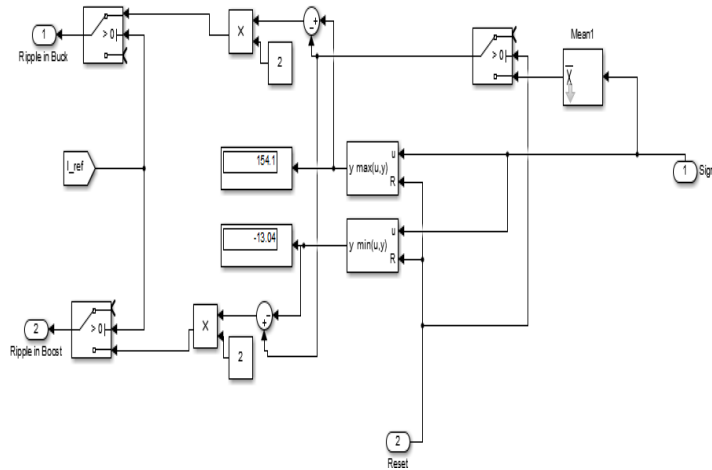 1
Ripple in Buck
> 0
X
2
−
+
> 0
Mean1
X
I_ref
154.1
y max(u,y)
u
R
1
Sigr
-13.04
y min(u,y)
u
R
> 0
2
Ripple in Boost
X
2
−
+
2
Reset